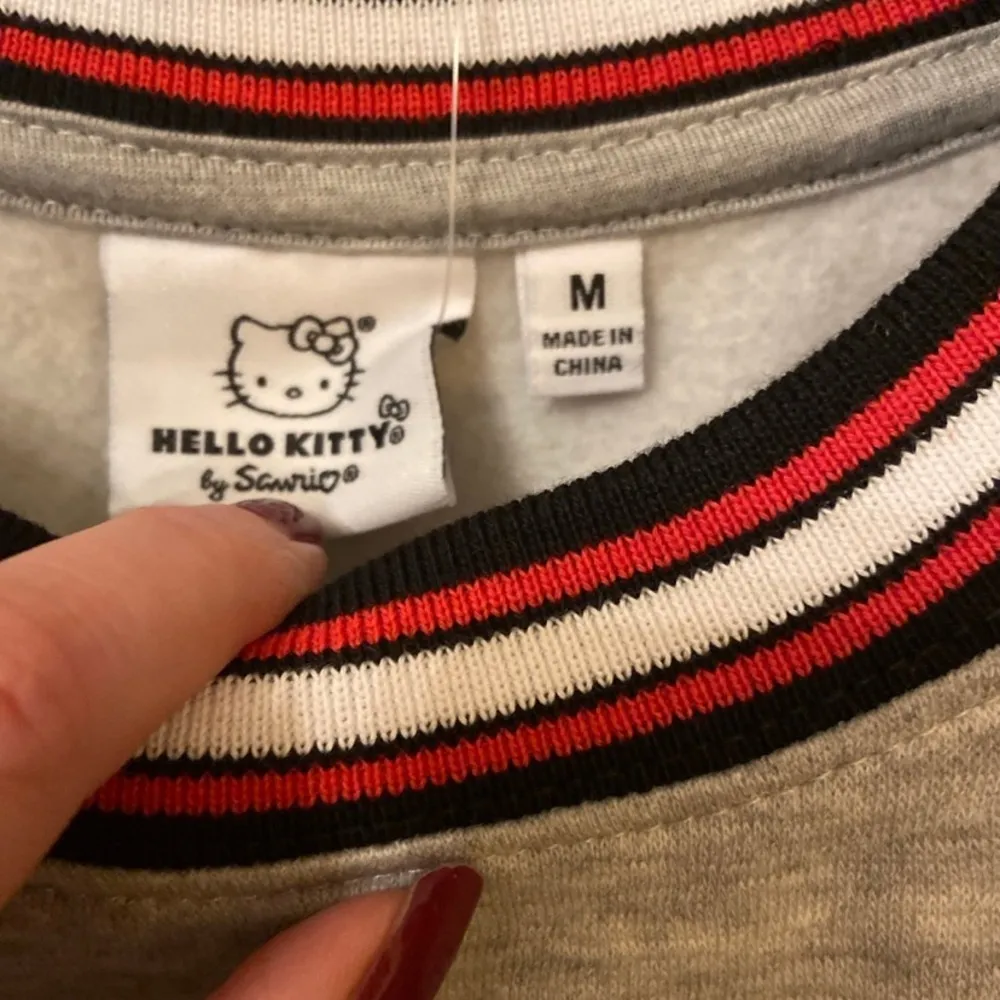 HELLO KITTY®
by Sanrio®
M
MADE IN
CHINA